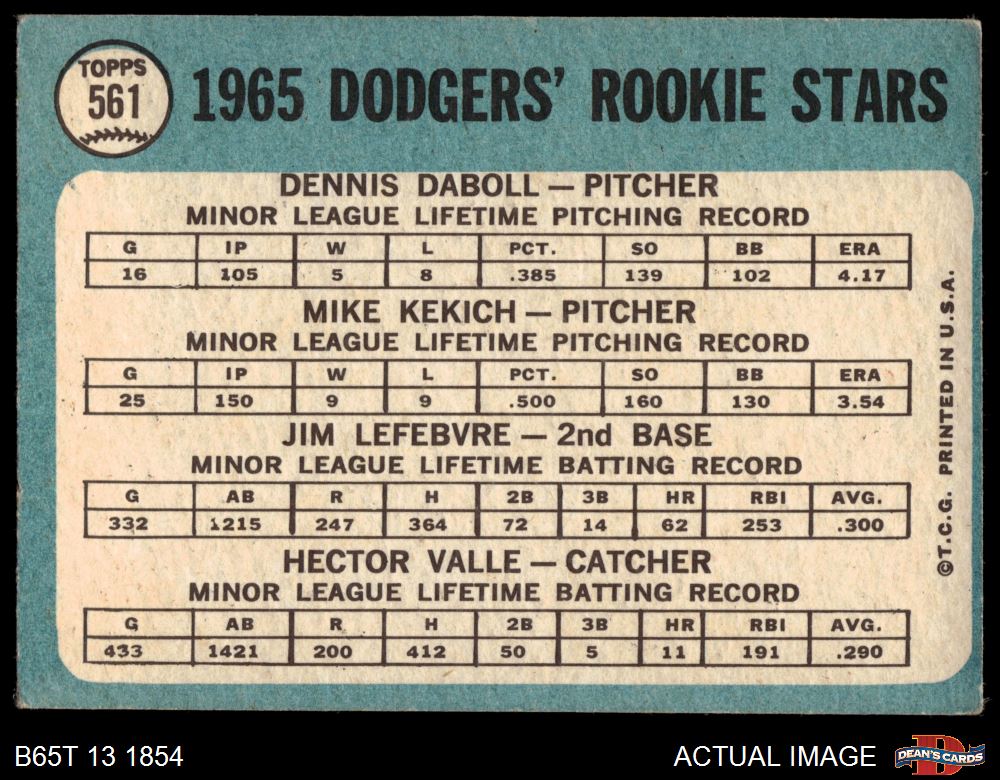 TOPPS
561
1965 DODGERS' ROOKIE STARS
DENNIS DABOLL — PITCHER
MINOR LEAGUE LIFETIME PITCHING RECORD
G IP W L PCT. SO BB ERA
16 105 5 8 .385 139 102 4.17
MIKE KEKICH — PITCHER
MINOR LEAGUE LIFETIME PITCHING RECORD
G IP W L PCT. SO BB ERA
25 150 9 9 .500 160 130 3.54
JIM LEFEBVRE — 2nd BASE
MINOR LEAGUE LIFETIME BATTING RECORD
G AB R H 2B 3B HR RBI AVG.
332 1215 247 364 72 14 62 253 .300
HECTOR VALLE — CATCHER
MINOR LEAGUE LIFETIME BATTING RECORD
G AB R H 2B 3B HR RBI AVG.
433 1421 200 412 50 5 11 191 .290
©T.C.G. PRINTED IN U.S.A.
B65T 13 1854
ACTUAL IMAGE
DEAN'S CARDS